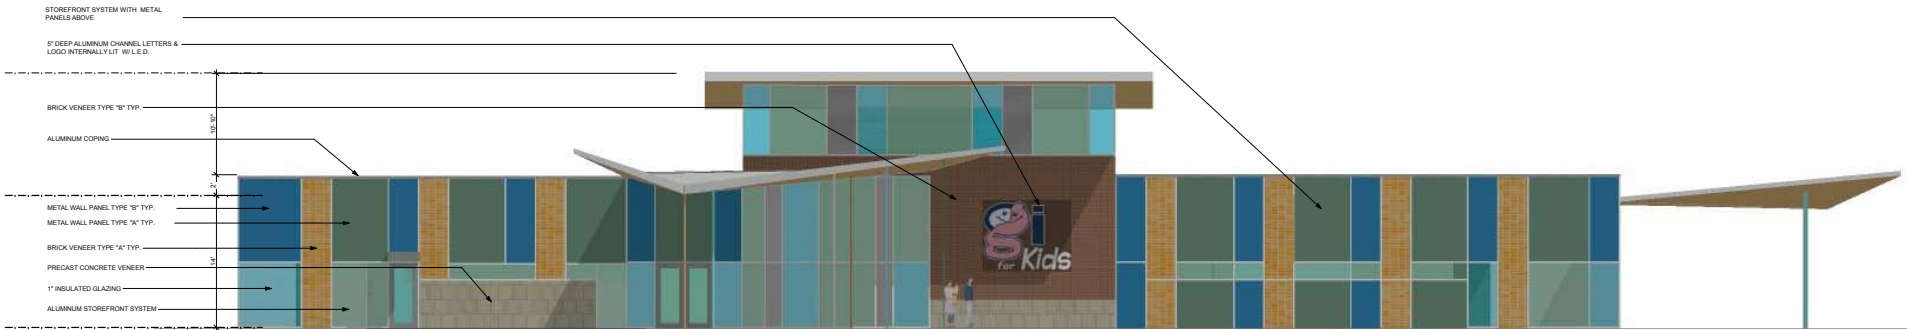 STOREFRONT SYSTEM WITH METAL
PANELS ABOVE
5" DEEP ALUMINUM CHANNEL LETTERS &
LOGO INTERNALLY LIT W/ L.E.D.
BRICK VENEER TYPE "B" TYP.
10'-10"
ALUMINUM COPING
2'
METAL WALL PANEL TYPE "B" TYP.
METAL WALL PANEL TYPE "A" TYP.
BRICK VENEER TYPE "A" TYP.
14'
PRECAST CONCRETE VENEER
1" INSULATED GLAZING
ALUMINUM STOREFRONT SYSTEM
gi
for Kids